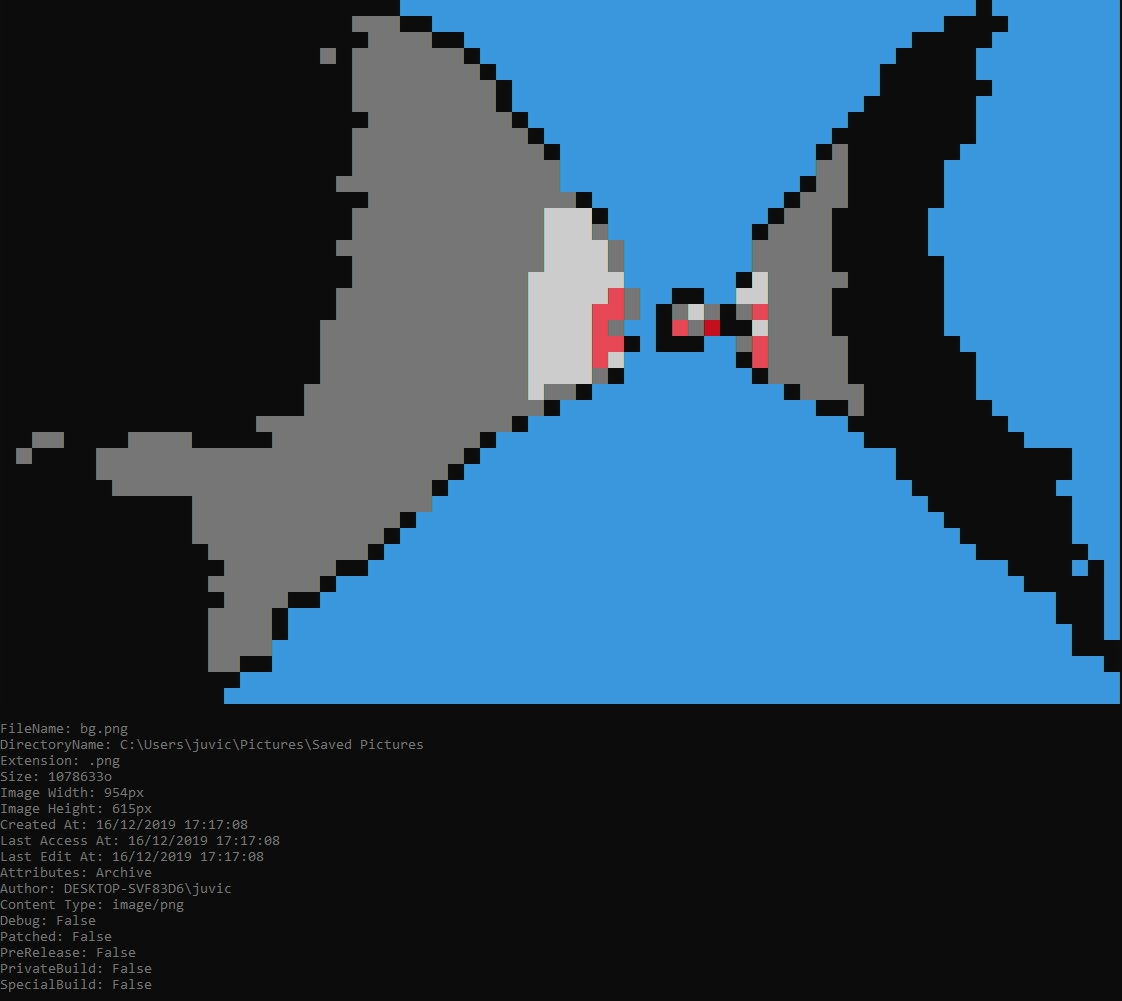 FileName: bg.png
DirectoryName: C:\Users\juvic\Pictures\Saved Pictures
Extension: .png
Size: 1078633o
Image Width: 954px
Image Height: 615px
Created At: 16/12/2019 17:17:08
Last Access At: 16/12/2019 17:17:08
Last Edit At: 16/12/2019 17:17:08
Attributes: Archive
Author: DESKTOP-SVF83D6\juvic
Content Type: image/png
Debug: False
Patched: False
PreRelease: False
PrivateBuild: False
SpecialBuild: False